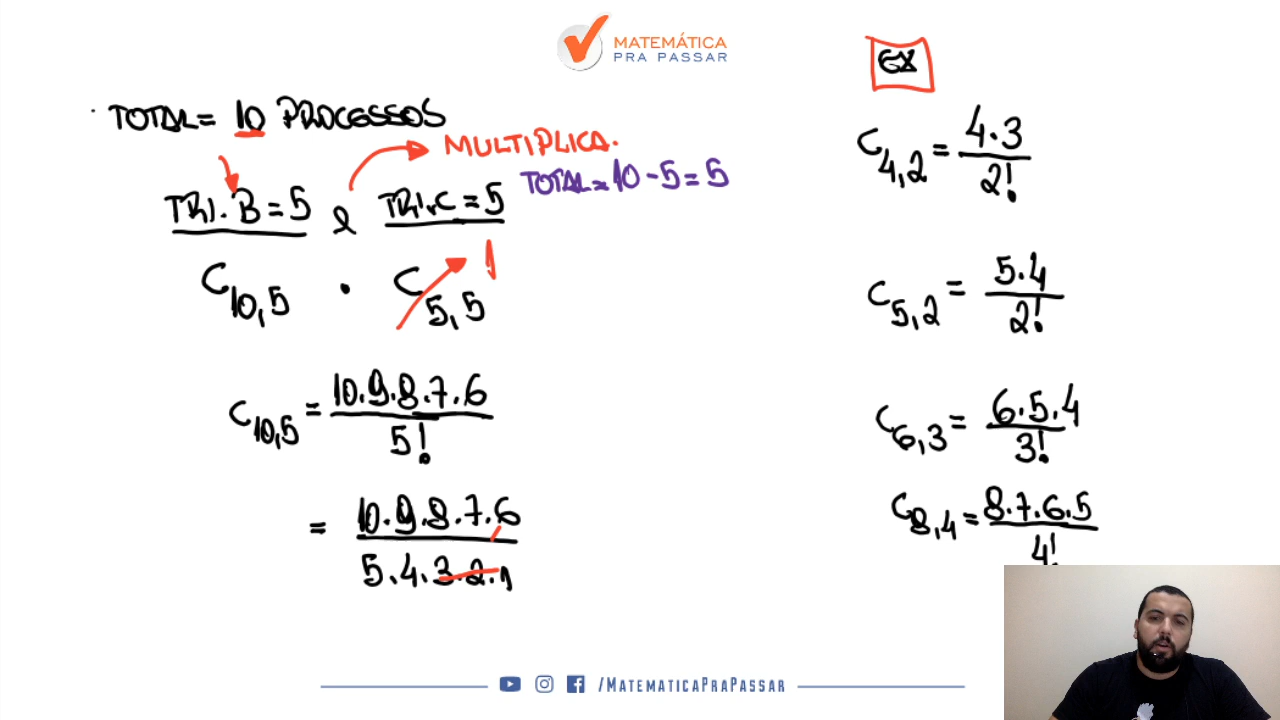 MATEMÁTICA
PRA PASSAR
TOTAL = 10 PROCESSOS
MULTIPLICA.
TRI. B = 5 e TRI. C = 5
TOTAL = 10 - 5 = 5
C10,5 . C5,5 1
C10,5 = 10.9.8.7.6
5!
= 10.9.8.7.6
5.4.3.2.1
EX
C4,2 = 4.3
2!
C5,2 = 5.4
2!
C6,3 = 6.5.4
3!
C8,4 = 8.7.6.5
4!
/MATEMATICAPRAPASSAR